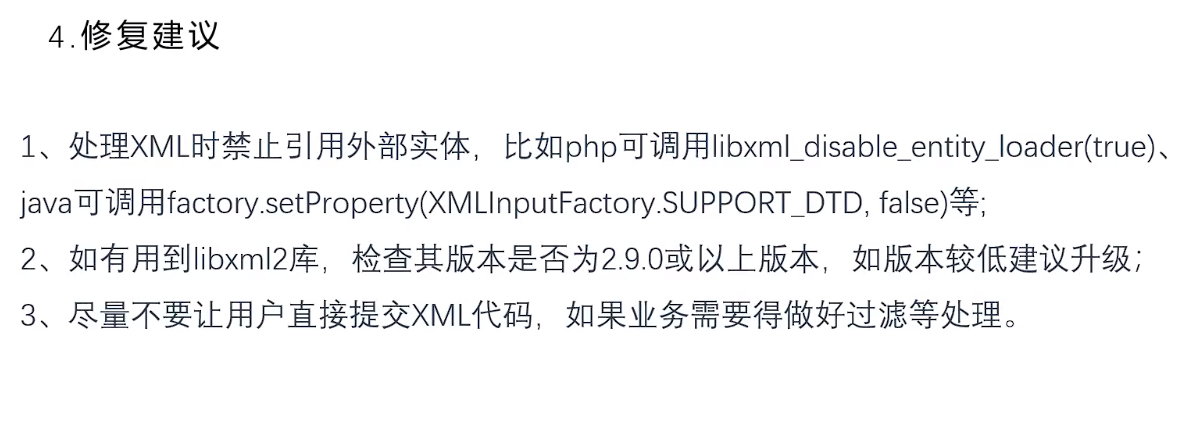 4.修复建议
1、处理XML时禁止引用外部实体，比如php可调用libxml_disable_entity_loader(true)、
java可调用factory.setProperty(XMLInputFactory.SUPPORT_DTD, false)等;
2、如有用到libxml2库，检查其版本是否为2.9.0或以上版本，如版本较低建议升级；
3、尽量不要让用户直接提交XML代码，如果业务需要得做好过滤等处理。